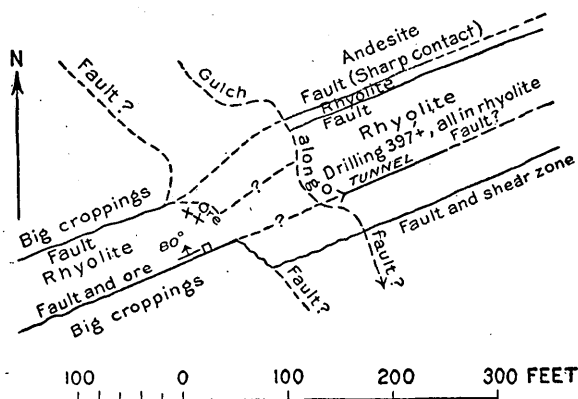 N
Andesite
Fault (Sharp contact)
Rhyolite
Fault
Fault ?
Gulch
along
Rhyolite
Drilling 397+, all in rhyolite
TUNNEL
Fault?
?
Ore
Big croppings
Fault
Rhyolite
80°
?
Fault and shear zone
Fault and ore
Big croppings
Fault?
fault ?
100 0 100 200 300 FEET